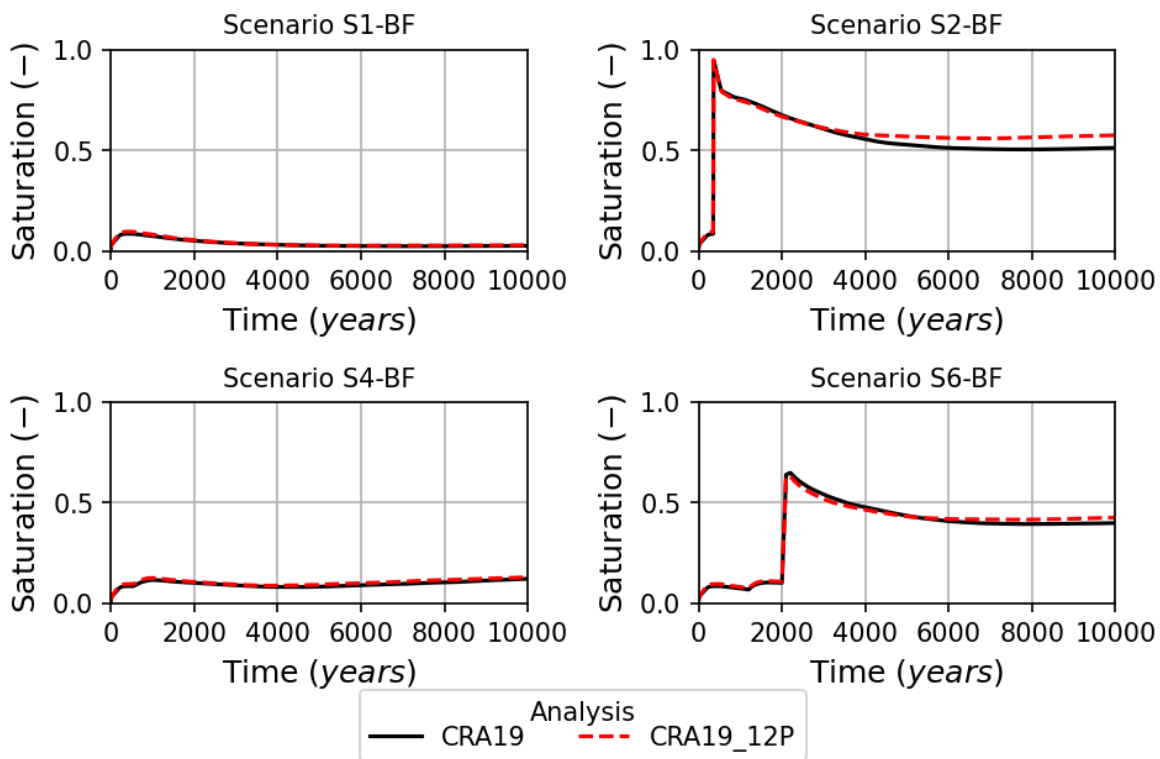 Scenario S1-BF
Saturation (−)
1.0
0.5
0.0
0 2000 4000 6000 8000 10000
Time (years)
Scenario S2-BF
Saturation (−)
1.0
0.5
0.0
0 2000 4000 6000 8000 10000
Time (years)
Scenario S4-BF
Saturation (−)
1.0
0.5
0.0
0 2000 4000 6000 8000 10000
Time (years)
Scenario S6-BF
Saturation (−)
1.0
0.5
0.0
0 2000 4000 6000 8000 10000
Time (years)
Analysis
CRA19 CRA19_12P